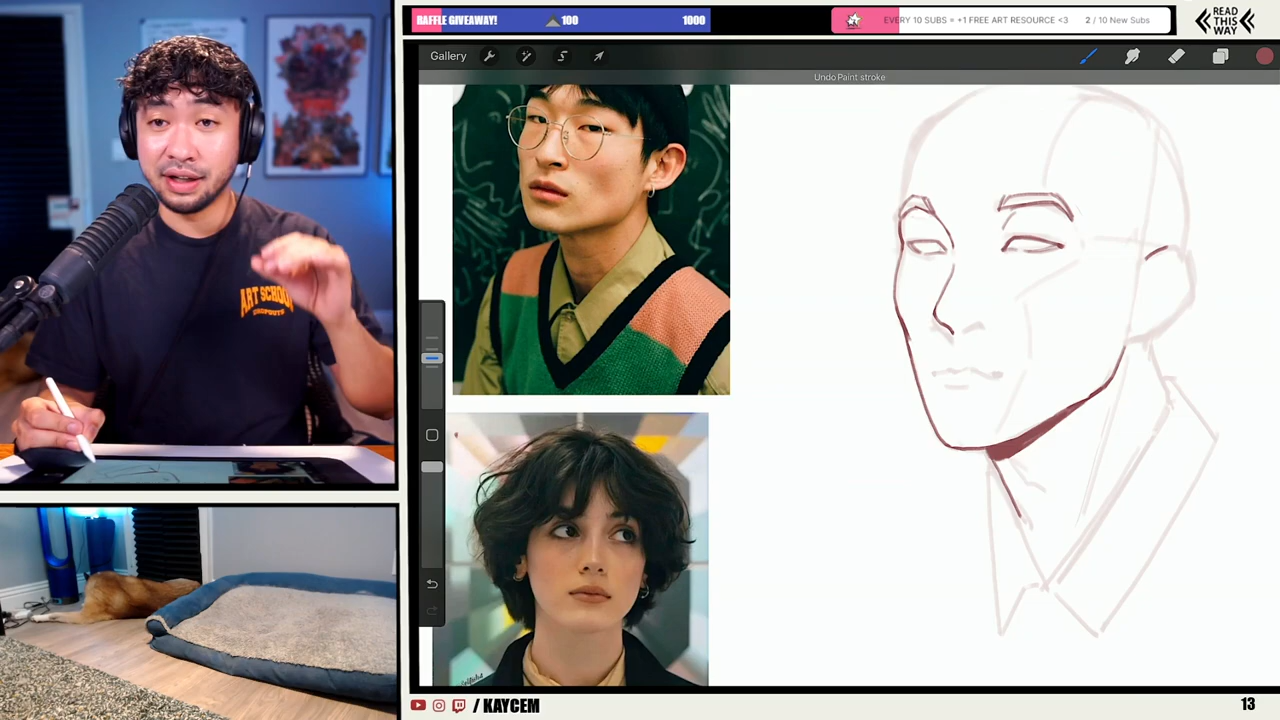 RAFFLE GIVEAWAY! 100 1000
EVERY 10 SUBS = +1 FREE ART RESOURCE <3 2 / 10 New Subs
READ
THIS
WAY
Gallery
Undo Paint stroke
ART SCHOOL
DROPOUTS
/ KAYCEM
13